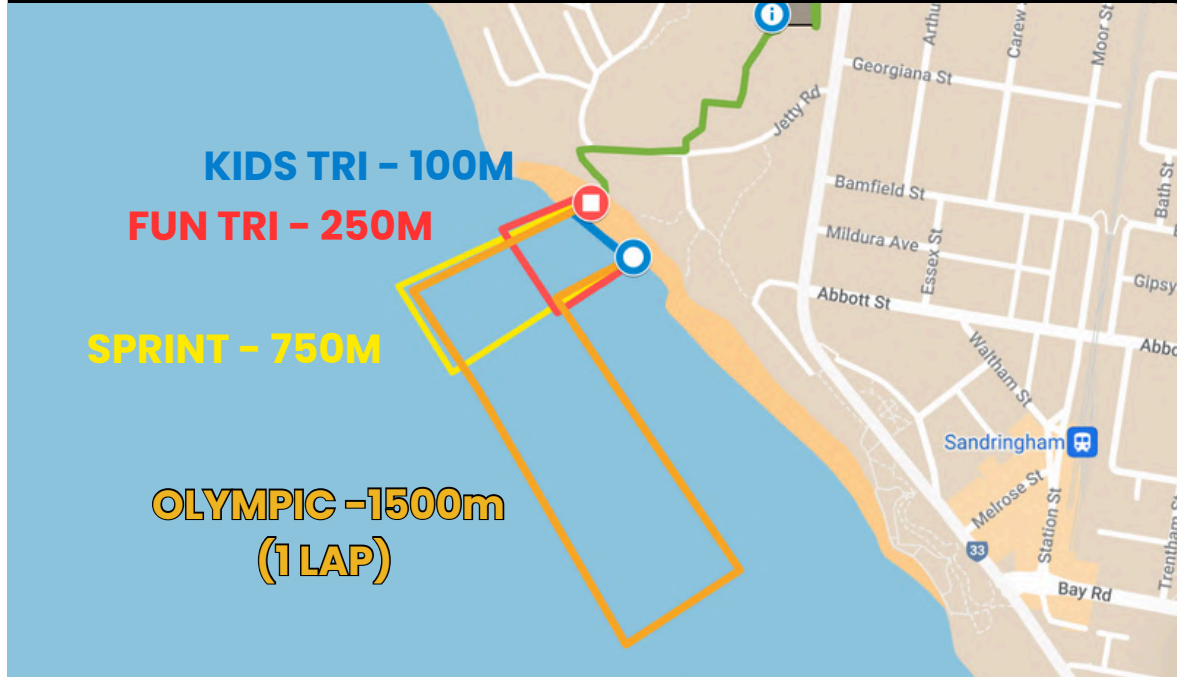 KIDS TRI - 100M
FUN TRI - 250M
SPRINT - 750M
OLYMPIC -1500m
(1 LAP)
i
Arthu
Carew
Moor St
Georgiana St
Jetty Rd
Bamfield St
Bath St
Mildura Ave
Essex St
Gipsy
Abbott St
Abbo
Waltham St
Sandringham
Melrose St
Station St
33
Trentham St
Bay Rd